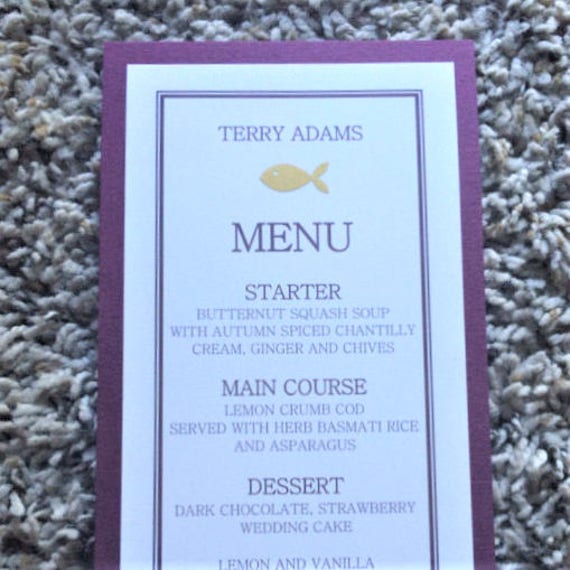 TERRY ADAMS
MENU
STARTER
BUTTERNUT SQUASH SOUP
WITH AUTUMN SPICED CHANTILLY
CREAM, GINGER AND CHIVES
MAIN COURSE
LEMON CRUMB COD
SERVED WITH HERB BASMATI RICE
AND ASPARAGUS
DESSERT
DARK CHOCOLATE, STRAWBERRY
WEDDING CAKE
LEMON AND VANILLA